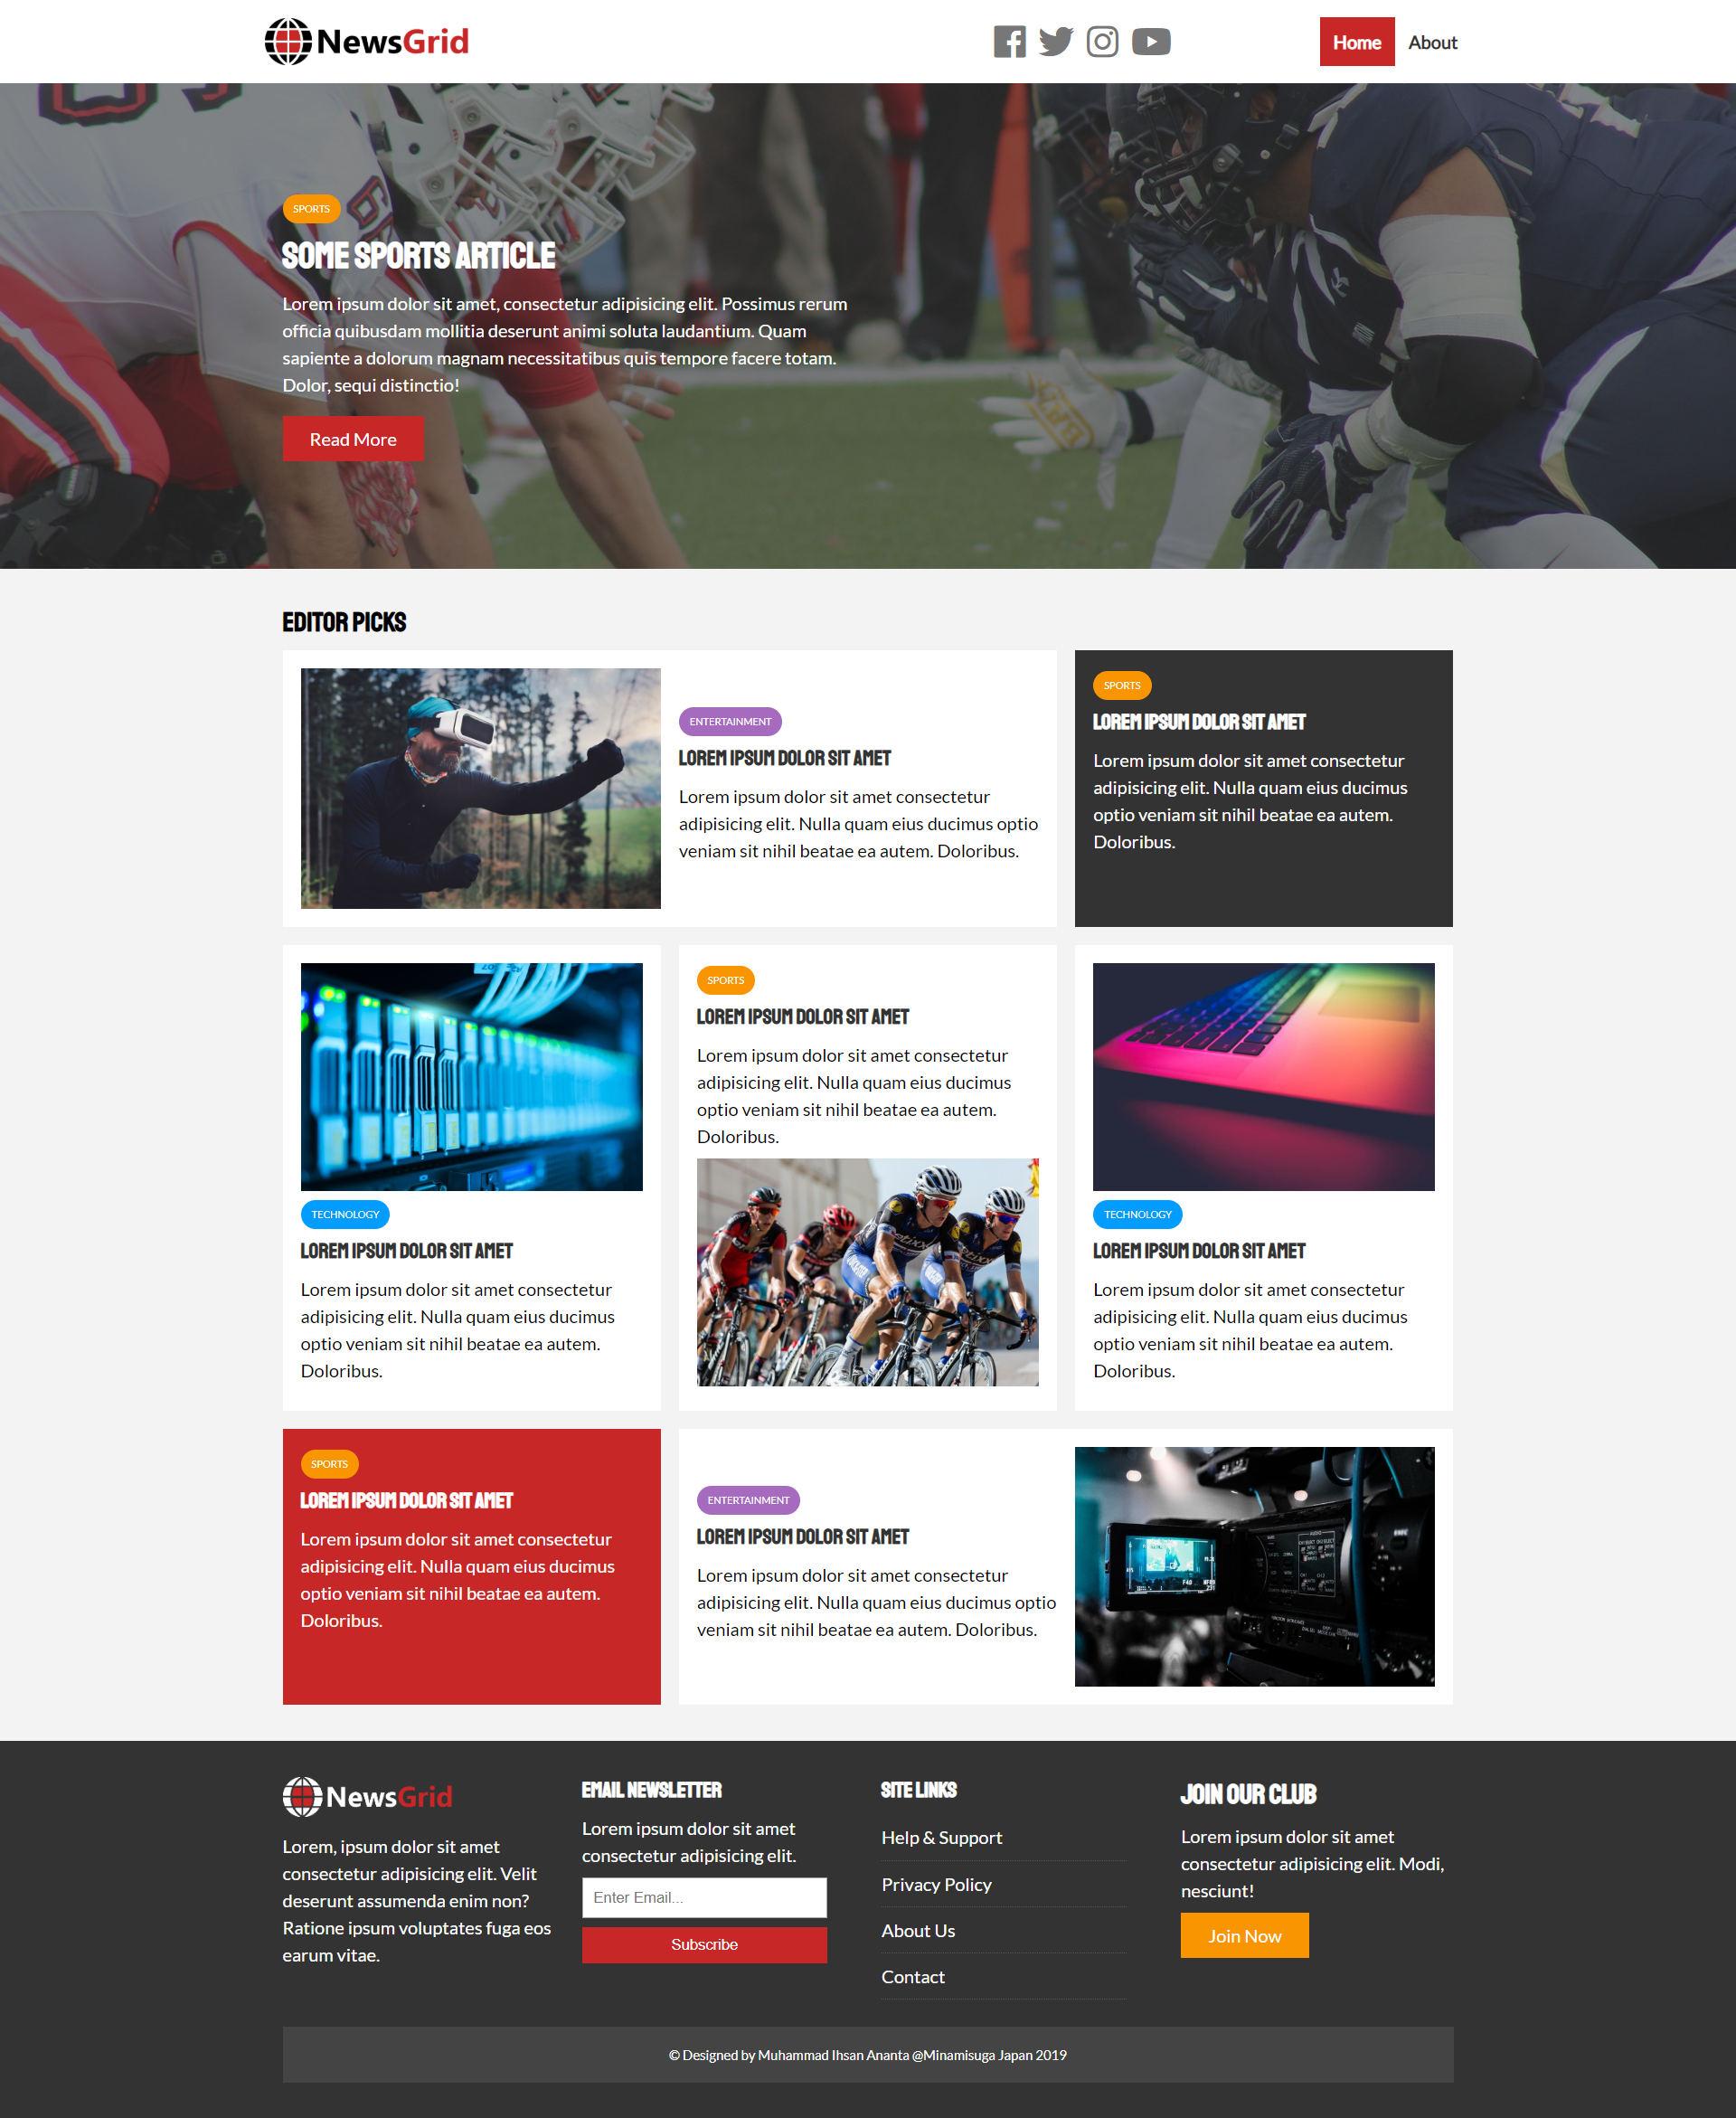 NewsGrid
Home About
SPORTS
SOME SPORTS ARTICLE
Lorem ipsum dolor sit amet, consectetur adipisicing elit. Possimus rerum
officia quibusdam mollitia deserunt animi soluta laudantium. Quam
sapiente a dolorum magnam necessitatibus quis tempore facere totam.
Dolor, sequi distinctio!
Read More
EDITOR PICKS
ENTERTAINMENT
LOREM IPSUM DOLOR SIT AMET
Lorem ipsum dolor sit amet consectetur
adipisicing elit. Nulla quam eius ducimus optio
veniam sit nihil beatae ea autem. Doloribus.
SPORTS
LOREM IPSUM DOLOR SIT AMET
Lorem ipsum dolor sit amet consectetur
adipisicing elit. Nulla quam eius ducimus
optio veniam sit nihil beatae ea autem.
Doloribus.
TECHNOLOGY
LOREM IPSUM DOLOR SIT AMET
Lorem ipsum dolor sit amet consectetur
adipisicing elit. Nulla quam eius ducimus
optio veniam sit nihil beatae ea autem.
Doloribus.
SPORTS
LOREM IPSUM DOLOR SIT AMET
Lorem ipsum dolor sit amet consectetur
adipisicing elit. Nulla quam eius ducimus
optio veniam sit nihil beatae ea autem.
Doloribus.
TECHNOLOGY
LOREM IPSUM DOLOR SIT AMET
Lorem ipsum dolor sit amet consectetur
adipisicing elit. Nulla quam eius ducimus
optio veniam sit nihil beatae ea autem.
Doloribus.
SPORTS
LOREM IPSUM DOLOR SIT AMET
Lorem ipsum dolor sit amet consectetur
adipisicing elit. Nulla quam eius ducimus
optio veniam sit nihil beatae ea autem.
Doloribus.
ENTERTAINMENT
LOREM IPSUM DOLOR SIT AMET
Lorem ipsum dolor sit amet consectetur
adipisicing elit. Nulla quam eius ducimus optio
veniam sit nihil beatae ea autem. Doloribus.
NewsGrid
Lorem, ipsum dolor sit amet
consectetur adipisicing elit. Velit
deserunt assumenda enim non?
Ratione ipsum voluptates fuga eos
earum vitae.
EMAIL NEWSLETTER
Lorem ipsum dolor sit amet
consectetur adipisicing elit.
Enter Email...
Subscribe
SITE LINKS
Help & Support
Privacy Policy
About Us
Contact
JOIN OUR CLUB
Lorem ipsum dolor sit amet
consectetur adipisicing elit. Modi,
nesciunt!
Join Now
© Designed by Muhammad Ihsan Ananta @Minamisuga Japan 2019